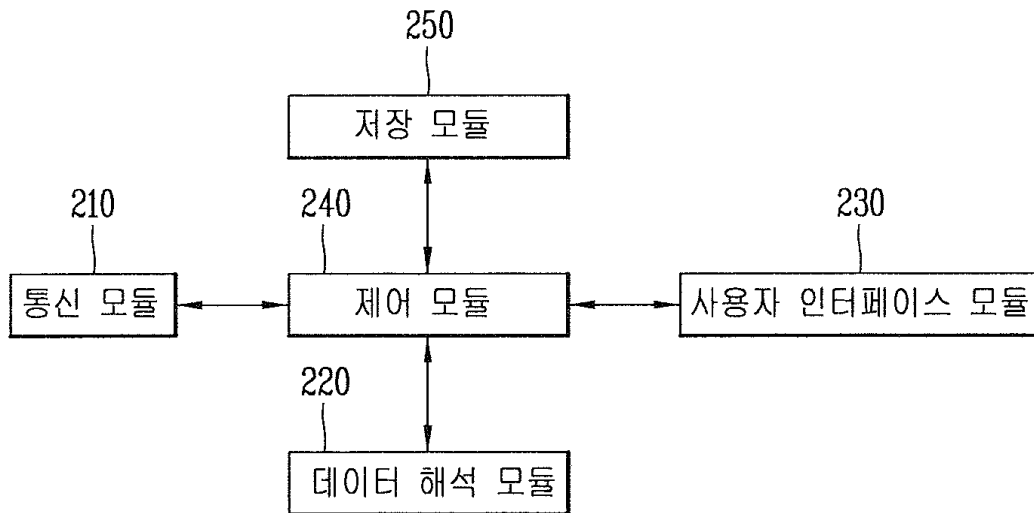 250
저장 모듈
210
240
230
통신 모듈
제어 모듈
사용자 인터페이스 모듈
220
데이터 해석 모듈